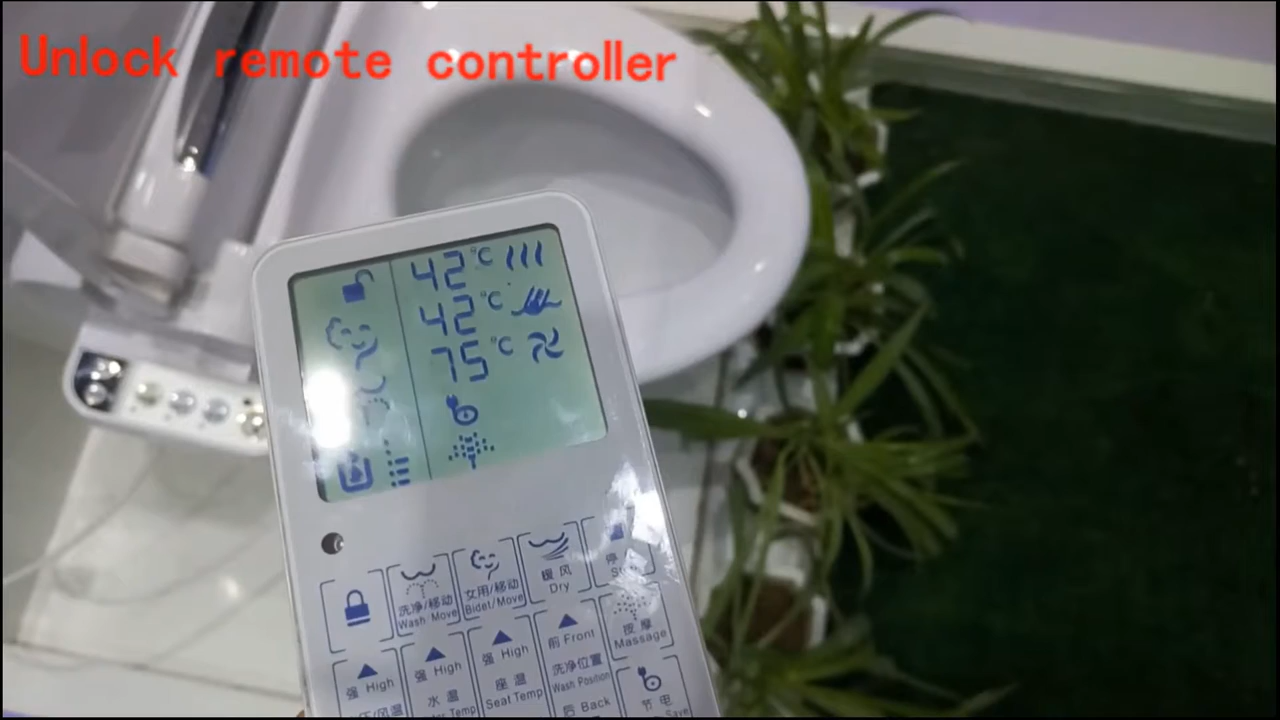 Unlock remote controller
42°C
42°C
75°C
洗净/移动
Wash Move
女用/移动
Bidet/Move
暖风
Dry
按摩
Massage
强 High
强 High
水温
强 High
座温
Seat Temp
前 Front
洗净位置
Wash Position
后 Back
节电
Save